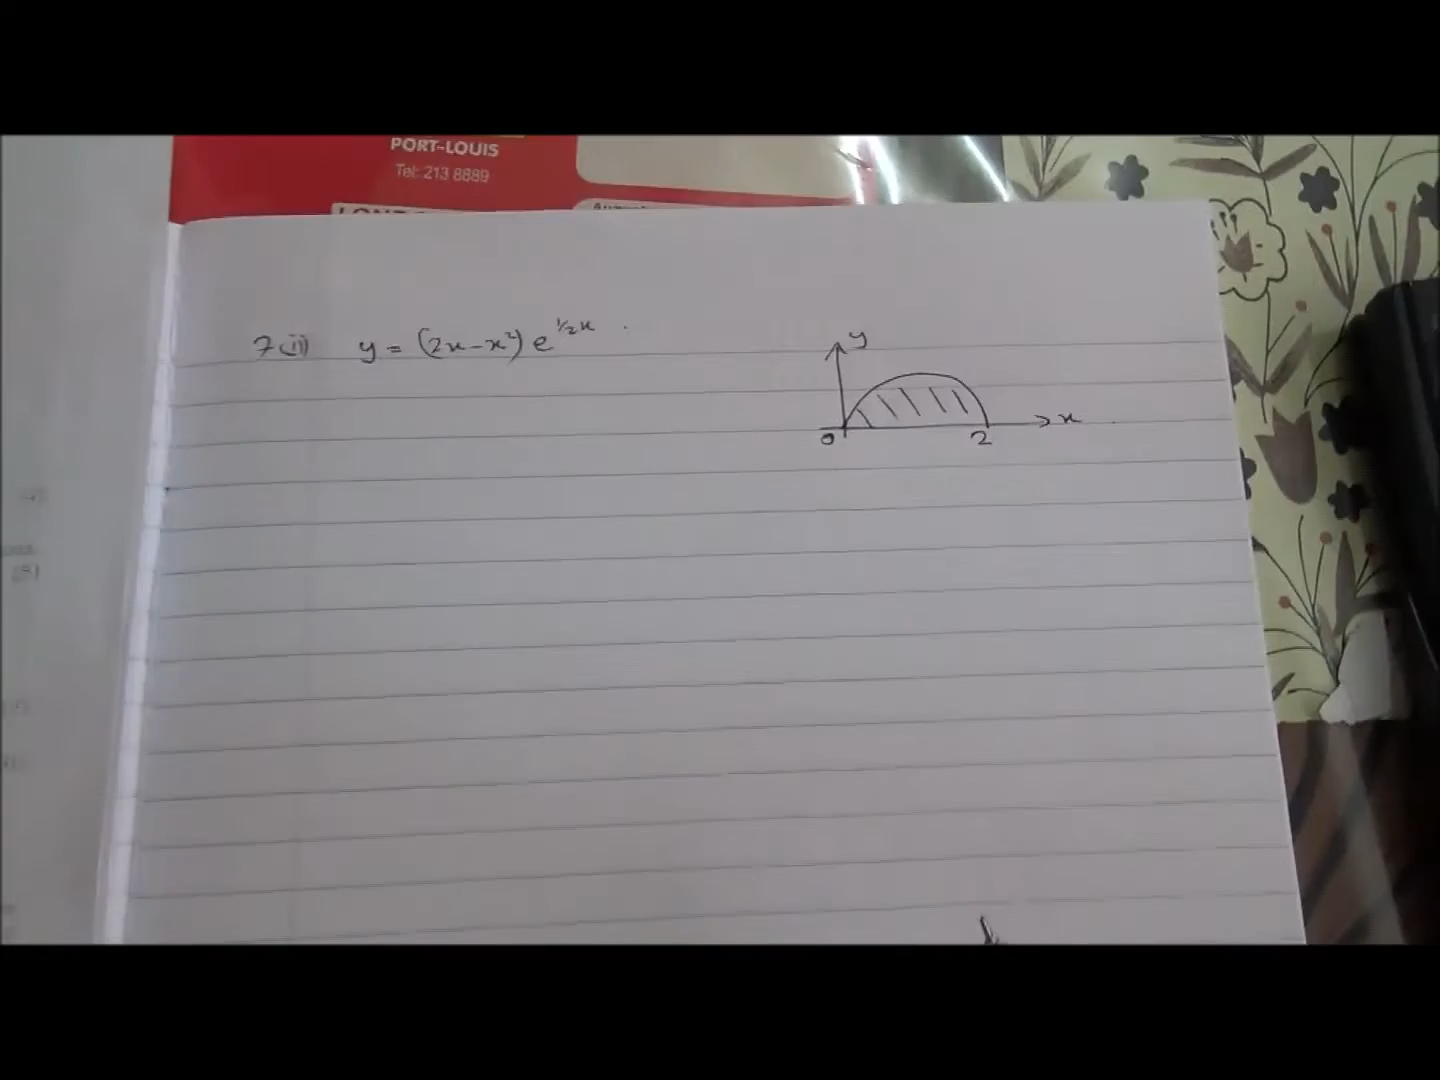 PORT-LOUIS
Tel: 213 8889
7(ii) y = (2x-x²) e^{1/2x}
y
x
0 2